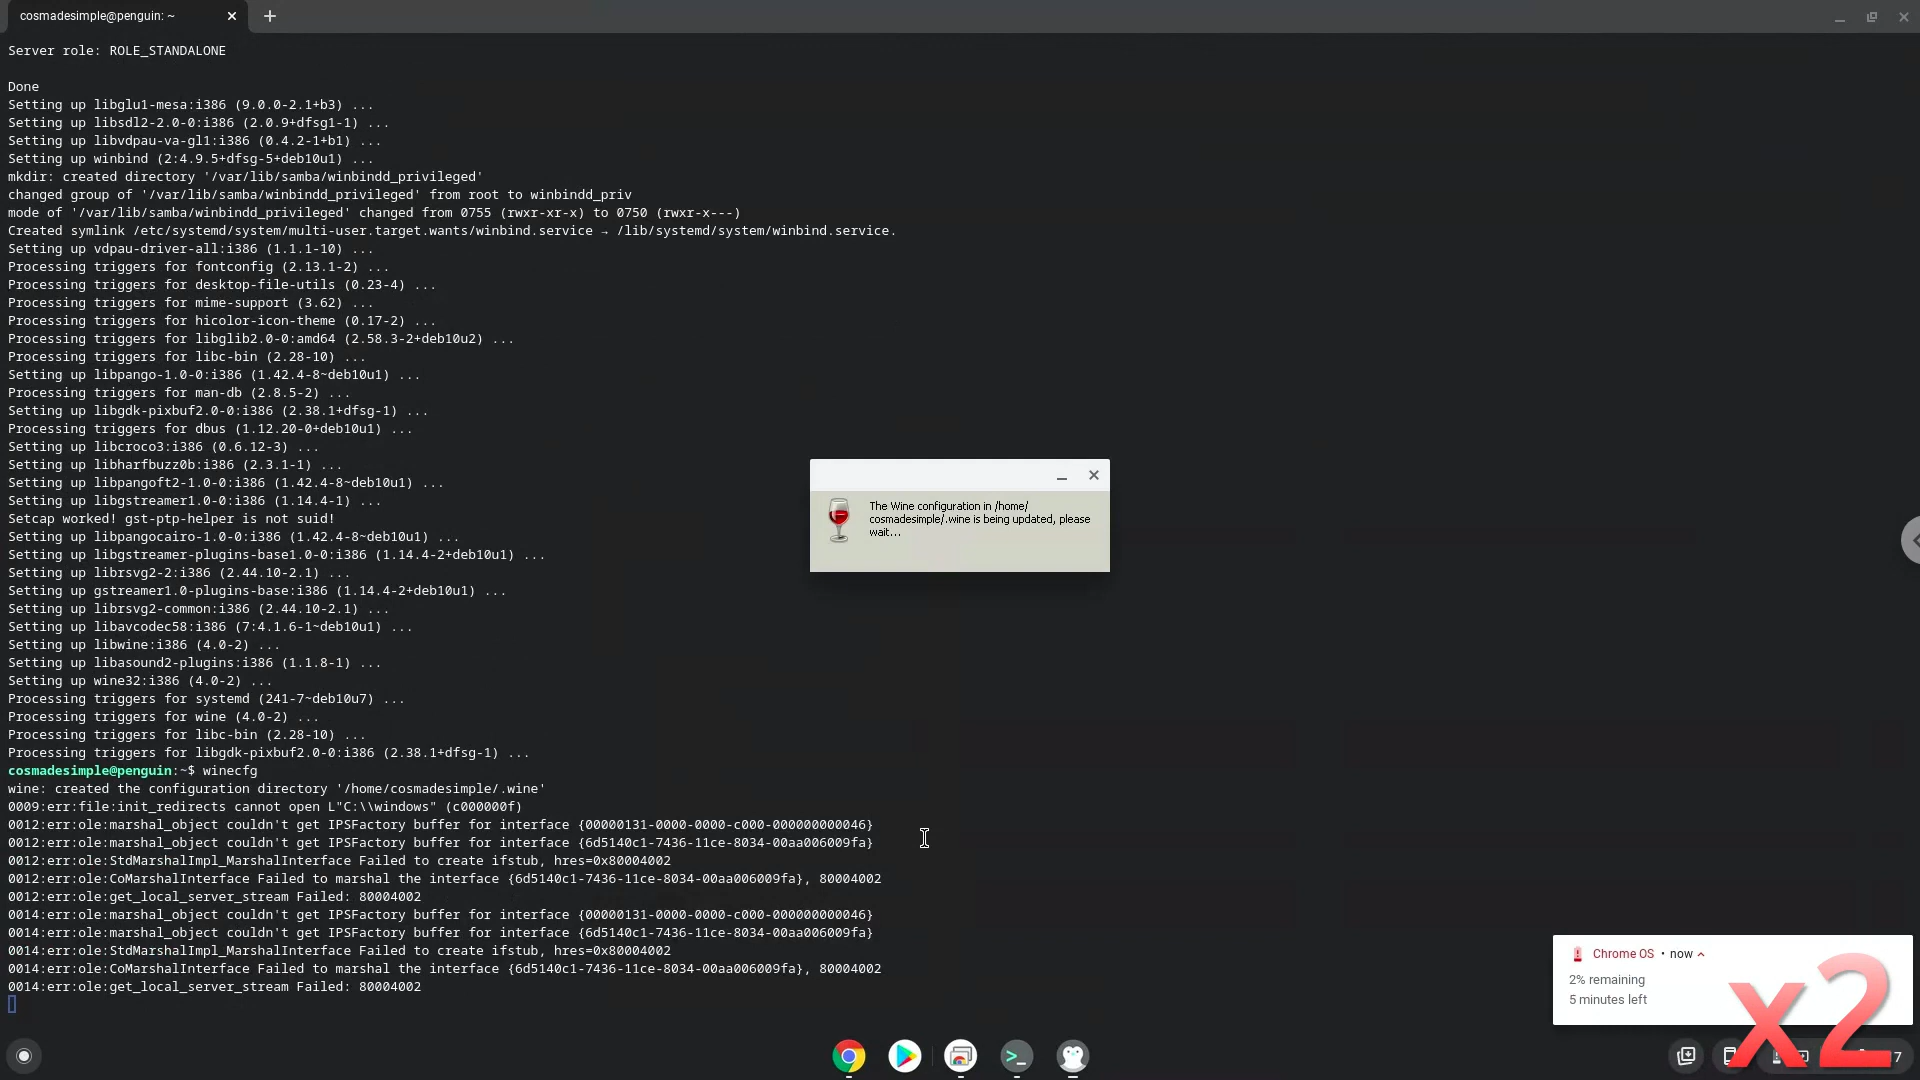 cosmadesimple@penguin: ~
Server role: ROLE_STANDALONE
Done
Setting up libglu1-mesa:i386 (9.0.0-2.1+b3) ...
Setting up libsdl2-2.0-0:i386 (2.0.9+dfsg1-1) ...
Setting up libvdpau-va-gl1:i386 (0.4.2-1+b1) ...
Setting up winbind (2:4.9.5+dfsg-5+deb10u1) ...
mkdir: created directory '/var/lib/samba/winbindd_privileged'
changed group of '/var/lib/samba/winbindd_privileged' from root to winbindd_priv
mode of '/var/lib/samba/winbindd_privileged' changed from 0755 (rwxr-xr-x) to 0750 (rwxr-x---)
Created symlink /etc/systemd/system/multi-user.target.wants/winbind.service → /lib/systemd/system/winbind.service.
Setting up vdpau-driver-all:i386 (1.1.1-10) ...
Processing triggers for fontconfig (2.13.1-2) ...
Processing triggers for desktop-file-utils (0.23-4) ...
Processing triggers for mime-support (3.62) ...
Processing triggers for hicolor-icon-theme (0.17-2) ...
Processing triggers for libglib2.0-0:amd64 (2.58.3-2+deb10u2) ...
Processing triggers for libc-bin (2.28-10) ...
Setting up libpango-1.0-0:i386 (1.42.4-8~deb10u1) ...
Processing triggers for man-db (2.8.5-2) ...
Setting up libgdk-pixbuf2.0-0:i386 (2.38.1+dfsg-1) ...
Processing triggers for dbus (1.12.20-0+deb10u1) ...
Setting up libcroco3:i386 (0.6.12-3) ...
Setting up libharfbuzz0b:i386 (2.3.1-1) ...
Setting up libpangoft2-1.0-0:i386 (1.42.4-8~deb10u1) ...
Setting up libgstreamer1.0-0:i386 (1.14.4-1) ...
Setcap worked! gst-ptp-helper is not suid!
Setting up libpangocairo-1.0-0:i386 (1.42.4-8~deb10u1) ...
Setting up libgstreamer-plugins-base1.0-0:i386 (1.14.4-2+deb10u1) ...
Setting up librsvg2-2:i386 (2.44.10-2.1) ...
Setting up gstreamer1.0-plugins-base:i386 (1.14.4-2+deb10u1) ...
Setting up librsvg2-common:i386 (2.44.10-2.1) ...
Setting up libavcodec58:i386 (7:4.1.6-1~deb10u1) ...
Setting up libwine:i386 (4.0-2) ...
Setting up libasound2-plugins:i386 (1.1.8-1) ...
Setting up wine32:i386 (4.0-2) ...
Processing triggers for systemd (241-7~deb10u7) ...
Processing triggers for wine (4.0-2) ...
Processing triggers for libc-bin (2.28-10) ...
Processing triggers for libgdk-pixbuf2.0-0:i386 (2.38.1+dfsg-1) ...
cosmadesimple@penguin:~$ winecfg
wine: created the configuration directory '/home/cosmadesimple/.wine'
0009:err:file:init_redirects cannot open L"C:\\windows" (c000000f)
0012:err:ole:marshal_object couldn't get IPSFactory buffer for interface {00000131-0000-0000-c000-000000000046}
0012:err:ole:marshal_object couldn't get IPSFactory buffer for interface {6d5140c1-7436-11ce-8034-00aa006009fa}
0012:err:ole:StdMarshalImpl_MarshalInterface Failed to create ifstub, hres=0x80004002
0012:err:ole:CoMarshalInterface Failed to marshal the interface {6d5140c1-7436-11ce-8034-00aa006009fa}, 80004002
0012:err:ole:get_local_server_stream Failed: 80004002
0014:err:ole:marshal_object couldn't get IPSFactory buffer for interface {00000131-0000-0000-c000-000000000046}
0014:err:ole:marshal_object couldn't get IPSFactory buffer for interface {6d5140c1-7436-11ce-8034-00aa006009fa}
0014:err:ole:StdMarshalImpl_MarshalInterface Failed to create ifstub, hres=0x80004002
0014:err:ole:CoMarshalInterface Failed to marshal the interface {6d5140c1-7436-11ce-8034-00aa006009fa}, 80004002
0014:err:ole:get_local_server_stream Failed: 80004002
The Wine configuration in /home/
cosmadesimple/.wine is being updated, please
wait...
Chrome OS • now
2% remaining
5 minutes left
x2
7